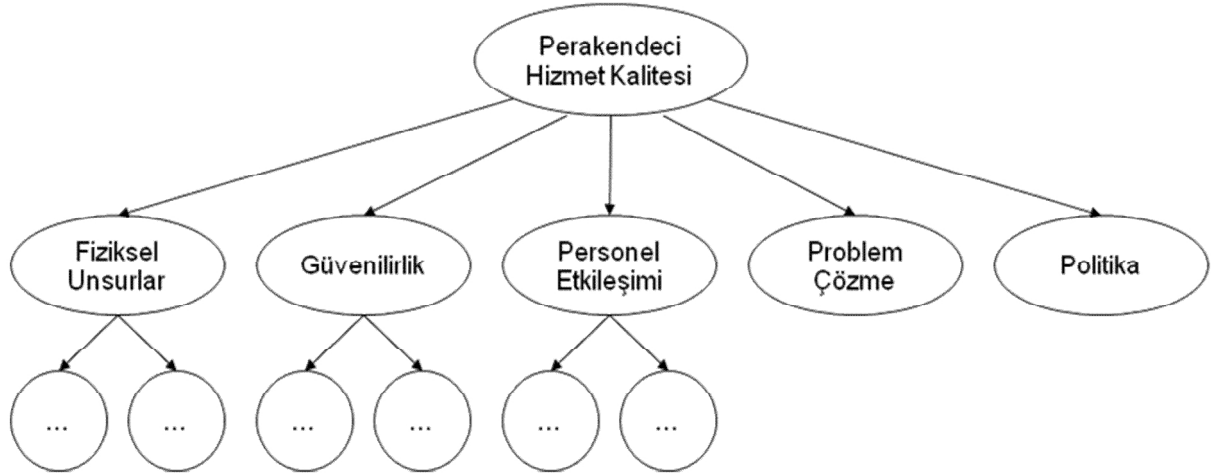 Perakendeci
Hizmet Kalitesi
Fiziksel
Unsurlar
Güvenilirlik
Personel
Etkileşimi
Problem
Çözme
Politika
...
...
...
...
...
...